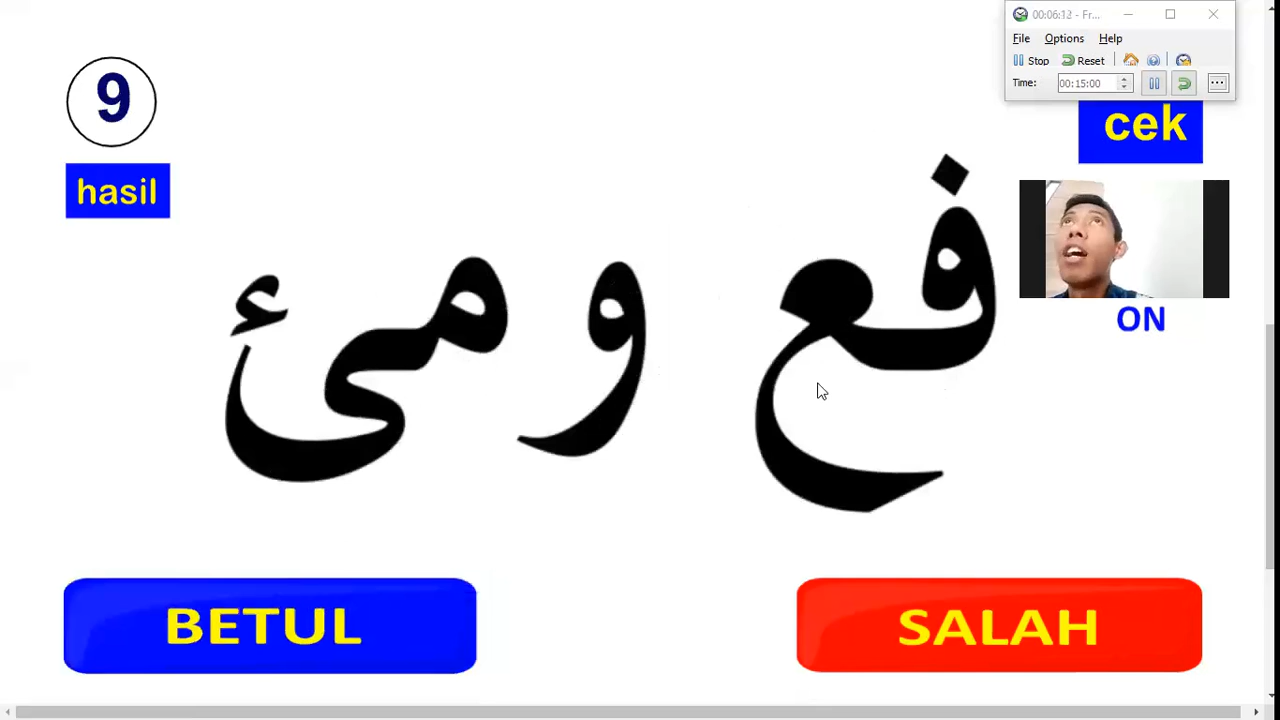 00:06:12 - Fr...
File Options Help
Stop Reset
Time: 00:15:00
9
cek
hasil
فع و مئ
ON
BETUL
SALAH